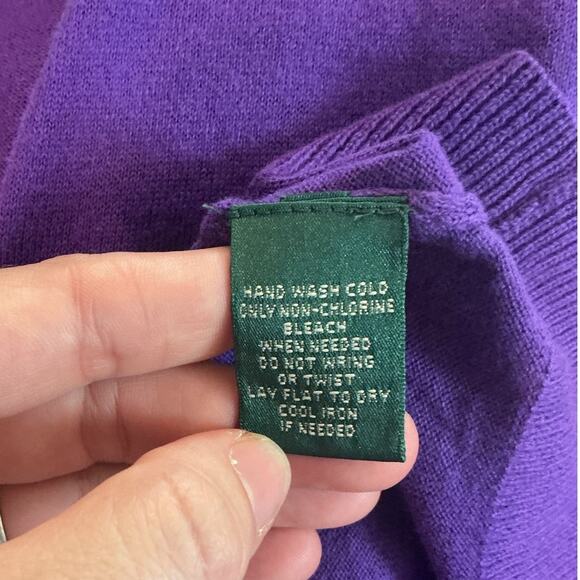 HAND WASH COLD
ONLY NON-CHLORINE
BLEACH
WHEN NEEDED
DO NOT WRING
OR TWIST
LAY FLAT TO DRY
COOL IRON
IF NEEDED